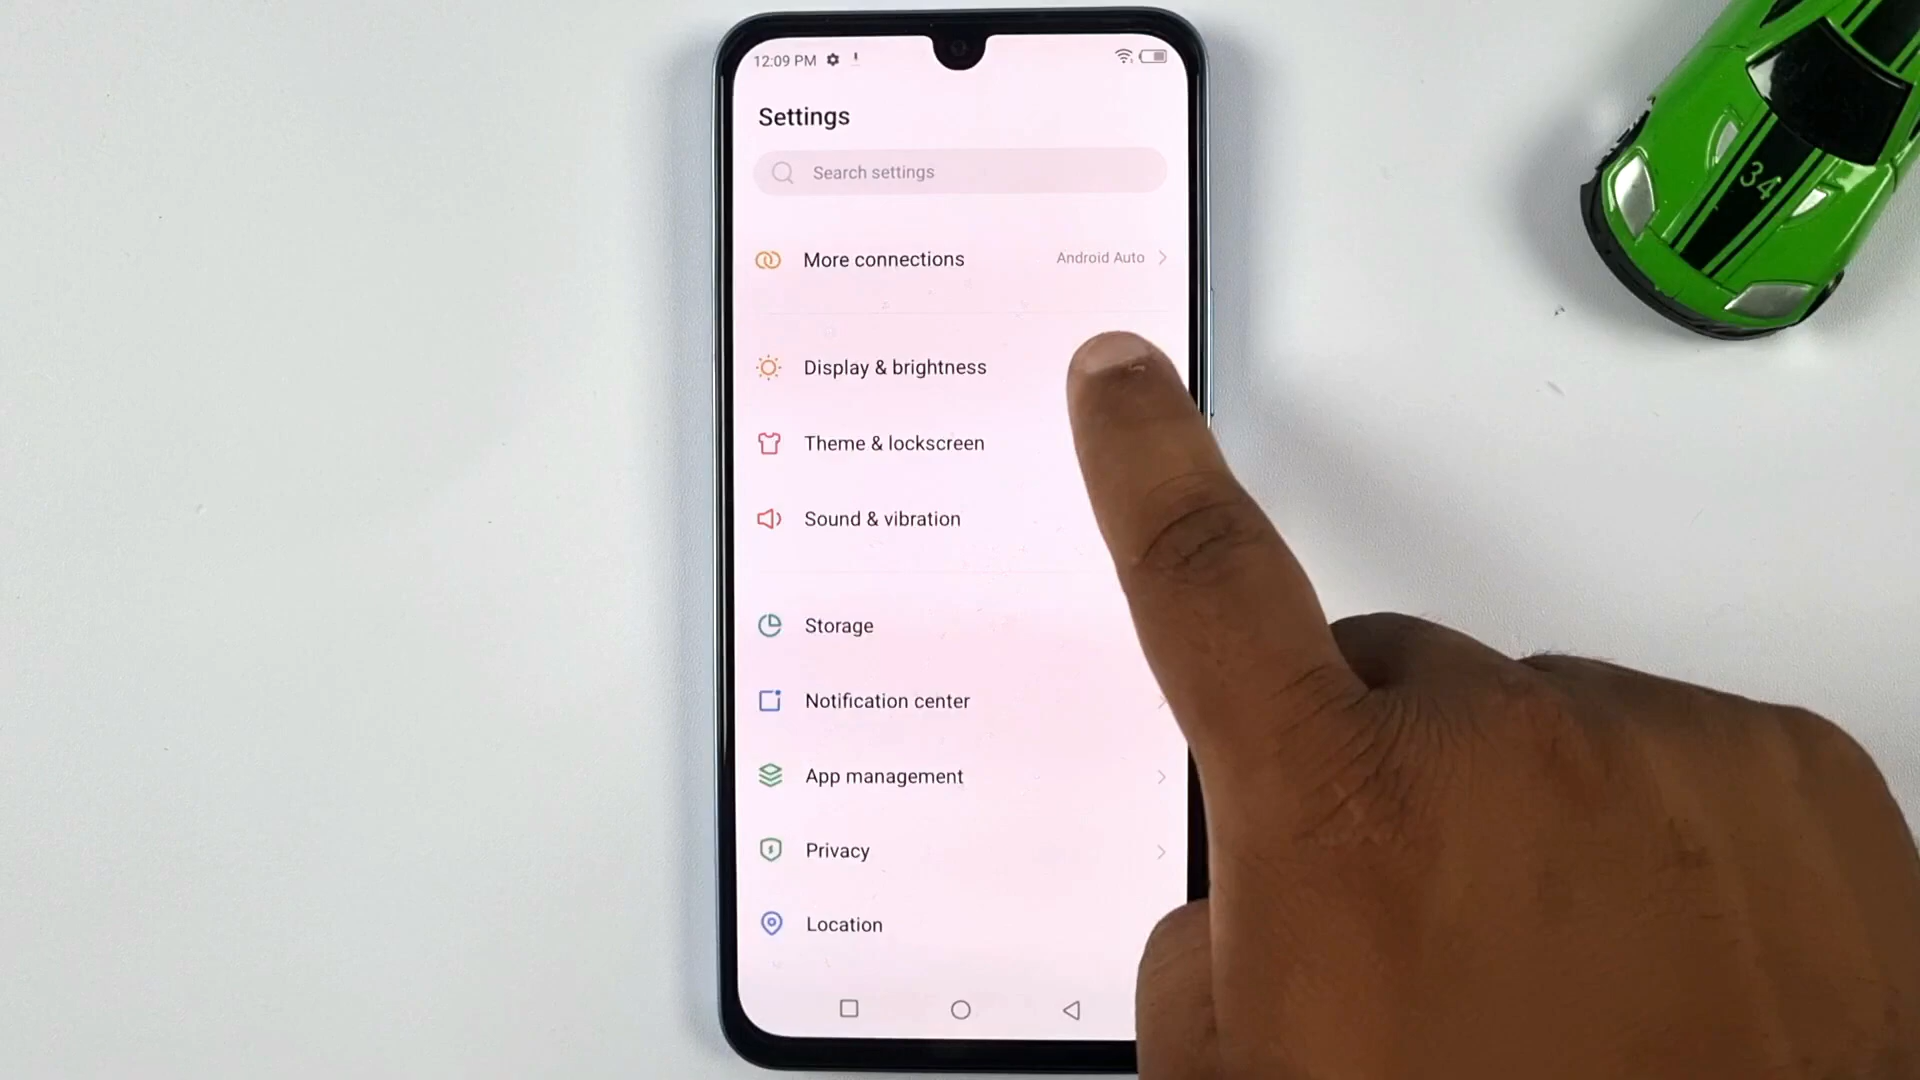 12:09 PM
Settings
Search settings
More connections Android Auto
Display & brightness
Theme & lockscreen
Sound & vibration
Storage
Notification center
App management
Privacy
Location
34